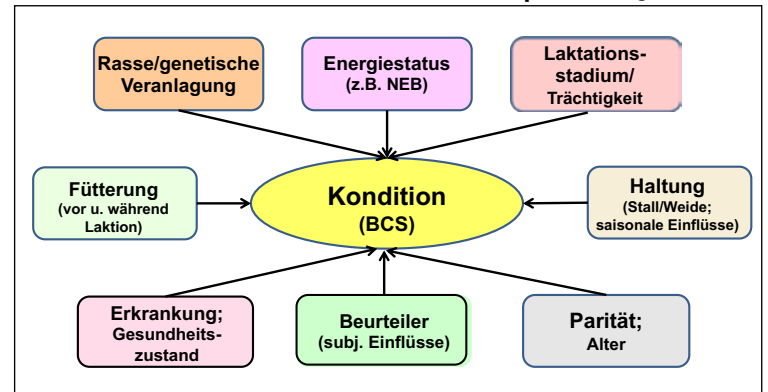 Rasse/genetische
Veranlagung
Energiestatus
(z.B. NEB)
Laktations-
stadium/
Trächtigkeit
Fütterung
(vor u. während
Laktion)
Kondition
(BCS)
Haltung
(Stall/Weide;
saisonale Einflüsse)
Erkrankung;
Gesundheits-
zustand
Beurteiler
(subj. Einflüsse)
Parität;
Alter